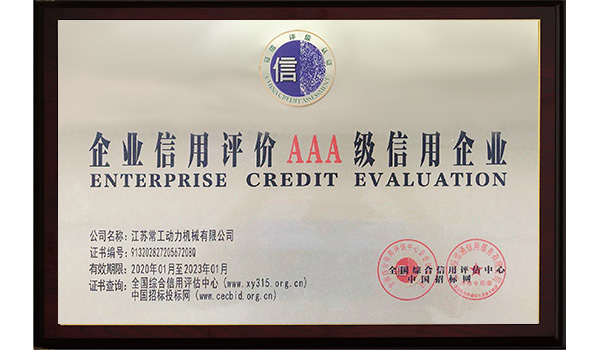 企业信用评价AAA级信用企业
ENTERPRISE CREDIT EVALUATION
公司名称：江苏常工动力机械有限公司
证书编号：91320282720567208Q
有效期限：2020年01月至2023年01月
证书查询：全国综合信用评估中心（www.xy315.org.cn）
中国招标投标网（www.cecbid.org.cn）
信
CHINA CREDIT ASSESSMENT
全国综合信用评估中心
中国招标网